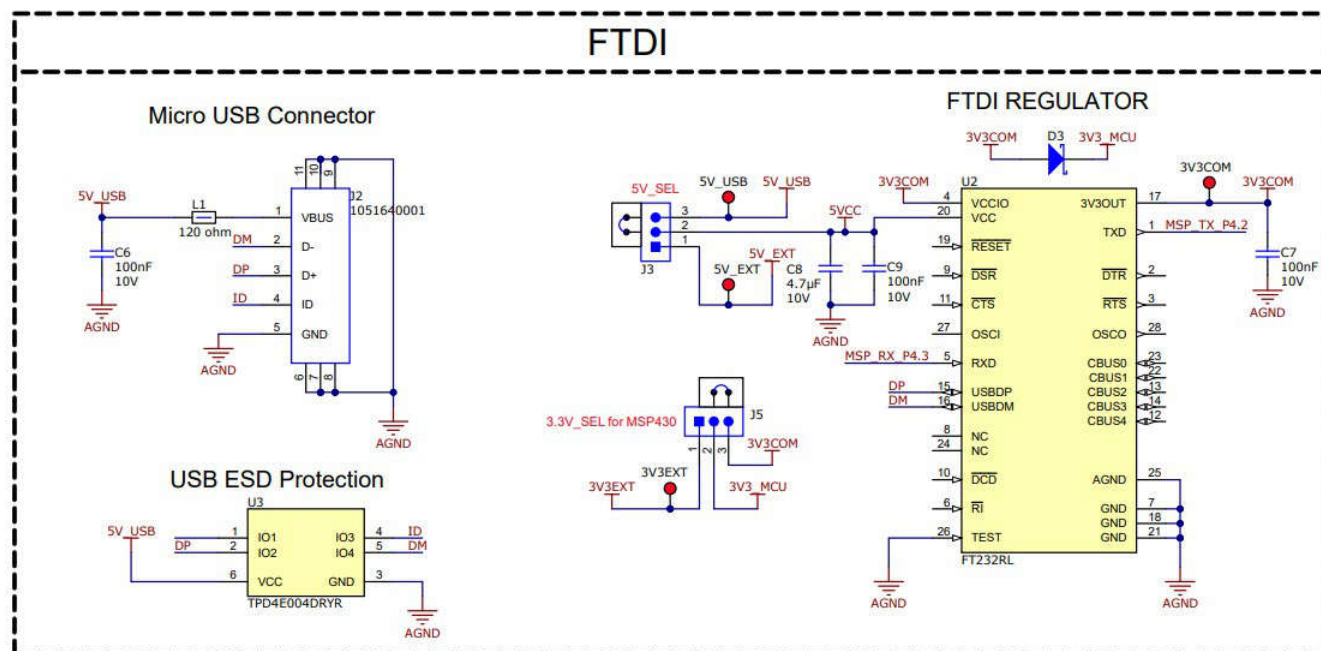 FTDI
Micro USB Connector
11
10
9
J2
1051640001
5V_USB
L1
120 ohm
1
VBUS
C6
100nF
10V
AGND
DM
2
D-
DP
3
D+
ID
4
ID
5
GND
AGND
6
7
8
AGND
USB ESD Protection
U3
5V_USB
1
IO1
IO3
4
ID
DP
2
IO2
IO4
5
DM
6
VCC
GND
3
TPD4E004DRYR
AGND
5V_SEL
5V_USB
5V_USB
3
2
1
J3
5VCC
5V_EXT
5V_EXT
C8
4.7µF
10V
C9
100nF
10V
AGND
3.3V_SEL for MSP430
J5
1
2
3
3V3COM
3V3EXT
3V3EXT
3V3_MCU
FTDI REGULATOR
3V3COM
D3
3V3_MCU
3V3COM
U2
3V3COM
3V3COM
4
VCCIO
3V3OUT
17
20
VCC
TXD
1
MSP_TX_P4.2
19
RESET
C7
100nF
10V
AGND
9
DSR
DTR
2
11
CTS
RTS
3
27
OSCI
OSCO
28
MSP_RX_P4.3
5
RXD
CBUS0
23
CBUS1
22
DP
15
USBDP
CBUS2
13
DM
16
USBDM
CBUS3
14
CBUS4
12
8
NC
24
NC
10
DCD
AGND
25
6
RI
GND
7
GND
18
26
TEST
GND
21
FT232RL
AGND
AGND